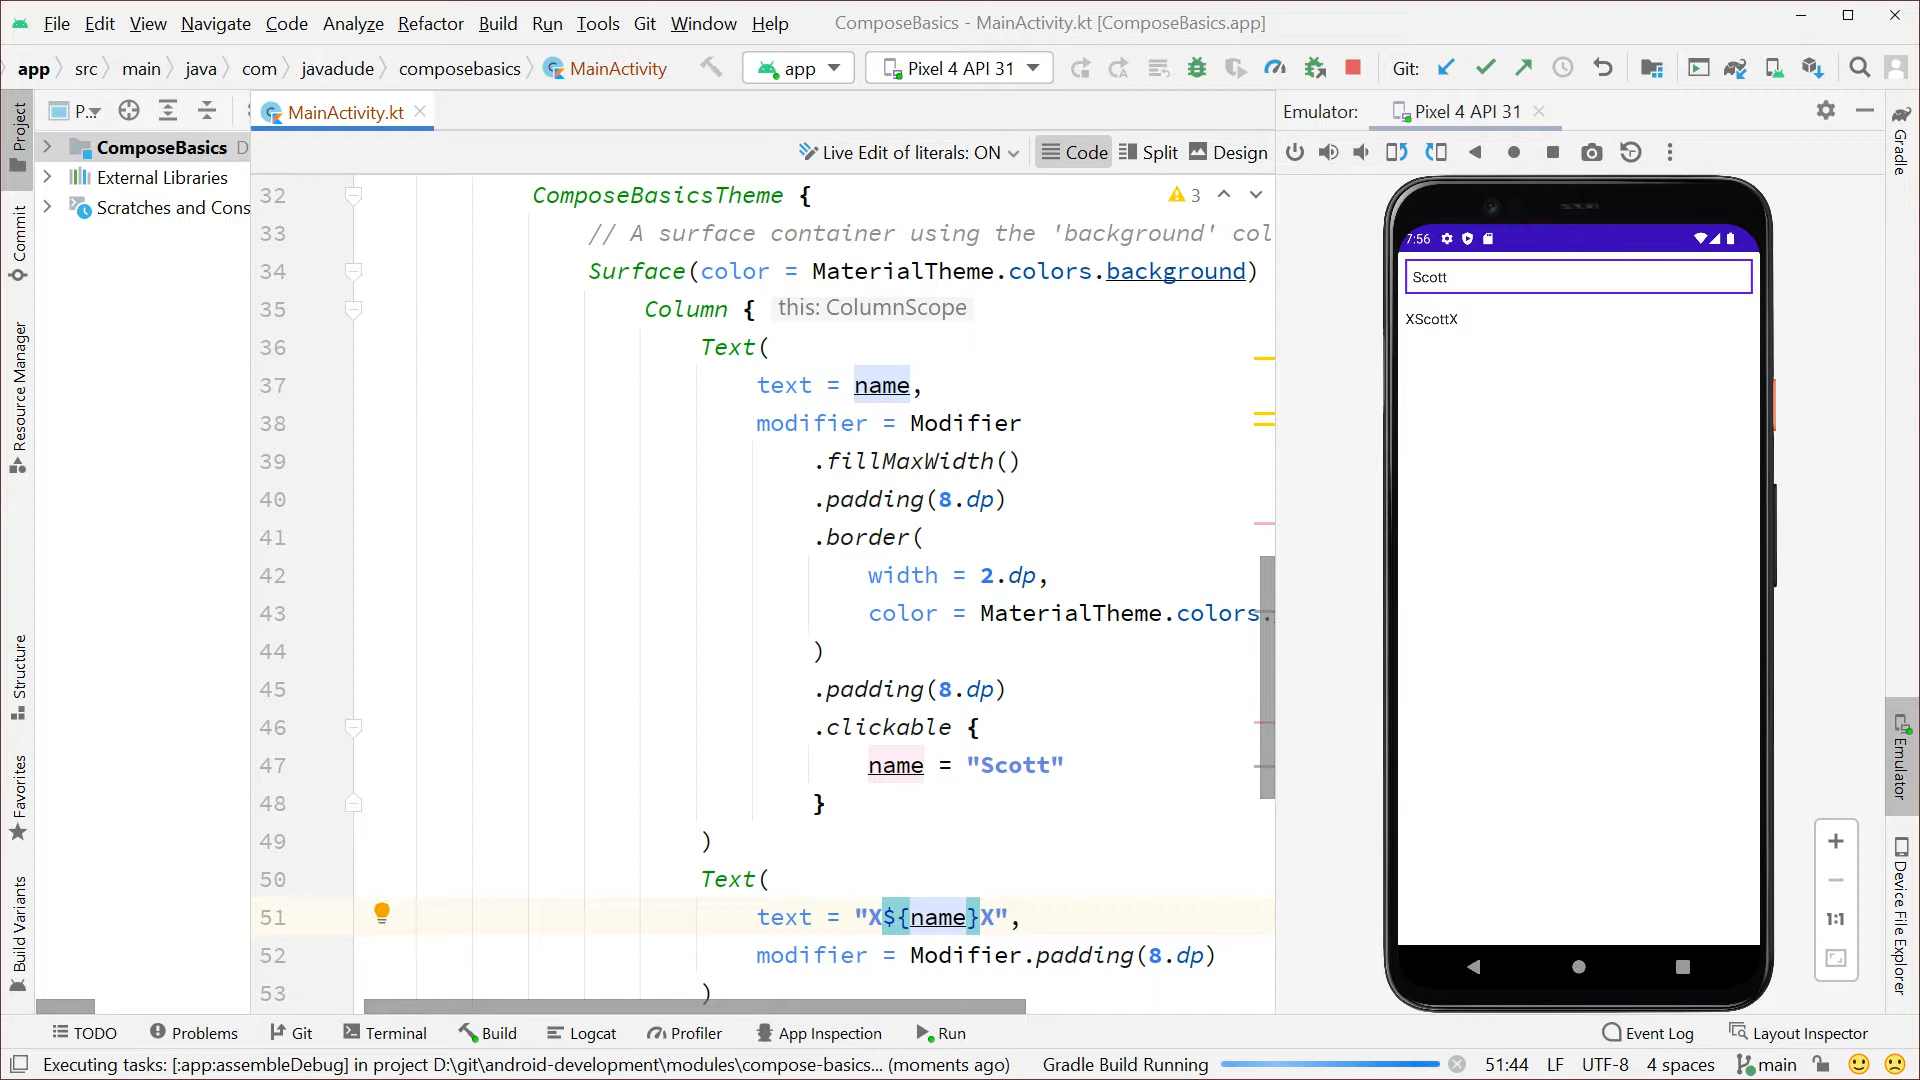 File Edit View Navigate Code Analyze Refactor Build Run Tools Git Window Help ComposeBasics - MainActivity.kt [ComposeBasics.app]
app src main java com javadude composebasics MainActivity app Pixel 4 API 31 Git:
P... MainActivity.kt Emulator: Pixel 4 API 31
Live Edit of literals: ON Code Split Design
Project
Commit
Resource Manager
Structure
Favorites
Build Variants
ComposeBasics D
External Libraries
Scratches and Cons
32 ComposeBasicsTheme { 3
33 // A surface container using the 'background' col
34 Surface(color = MaterialTheme.colors.background)
35 Column { this: ColumnScope
36 Text(
37 text = name,
38 modifier = Modifier
39 .fillMaxWidth()
40 .padding(8.dp)
41 .border(
42 width = 2.dp,
43 color = MaterialTheme.colors.
44 )
45 .padding(8.dp)
46 .clickable {
47 name = "Scott"
48 }
49 )
50 Text(
51 text = "X${name}X",
52 modifier = Modifier.padding(8.dp)
53 )
7:56
Scott
XScottX
1:1
Gradle
Emulator
Device File Explorer
TODO Problems Git Terminal Build Logcat Profiler App Inspection Run Event Log Layout Inspector
Executing tasks: [:app:assembleDebug] in project D:\git\android-development\modules\compose-basics... (moments ago) Gradle Build Running 51:44 LF UTF-8 4 spaces main